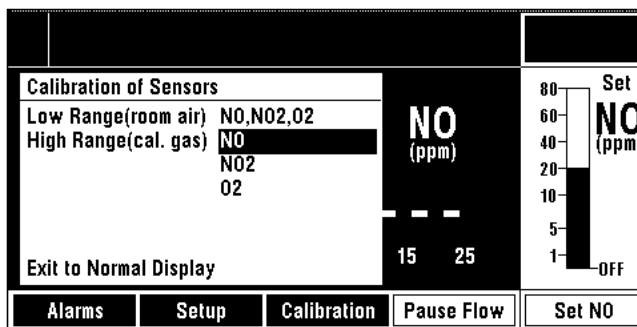 Calibration of Sensors
Low Range(room air) NO,NO2,O2
High Range(cal. gas) NO
NO2
O2
Exit to Normal Display
NO
(ppm)
15 25
Set
NO
(ppm
80
60
40
20
10
5
1
OFF
Alarms Setup Calibration Pause Flow Set NO